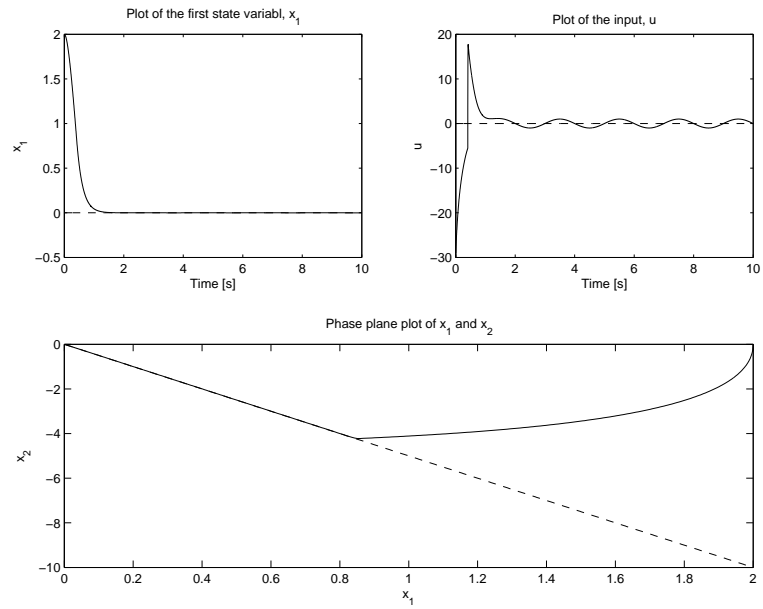 Plot of the first state variabl, x1
2
1.5
1
0.5
0
−0.5
x1
0 2 4 6 8 10
Time [s]
Plot of the input, u
20
10
0
−10
−20
−30
u
0 2 4 6 8 10
Time [s]
Phase plane plot of x1 and x2
0
−2
−4
−6
−8
−10
x2
0 0.2 0.4 0.6 0.8 1 1.2 1.4 1.6 1.8 2
x1